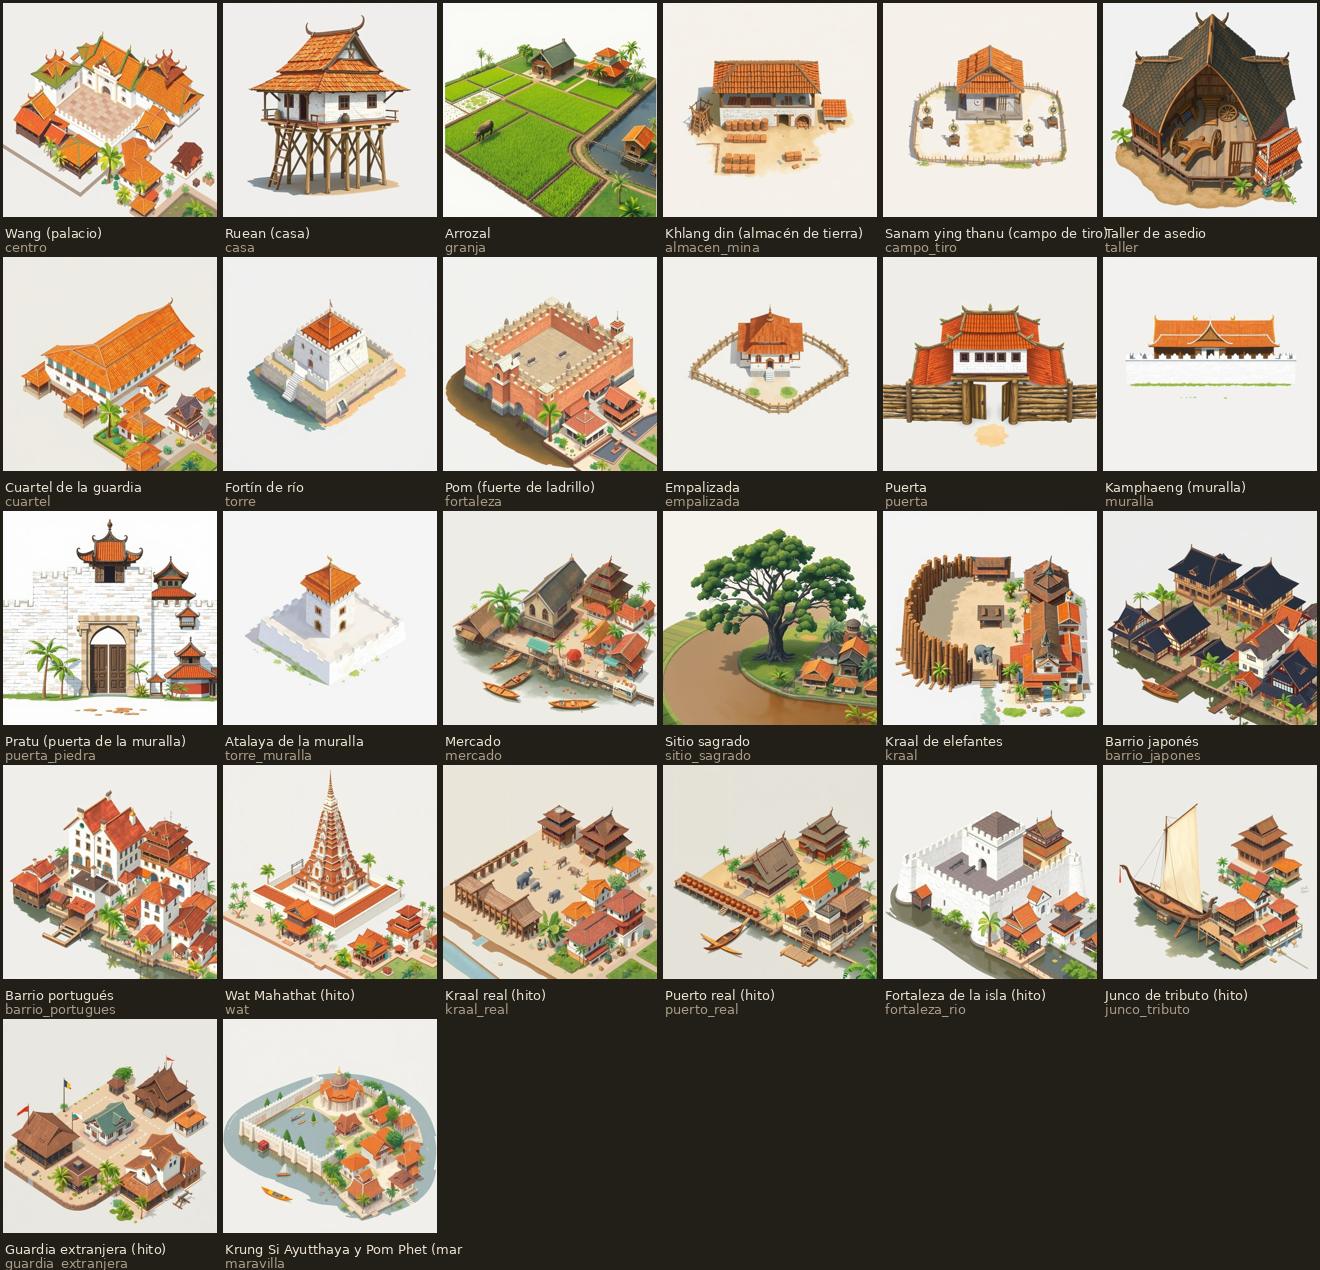 Wang (palacio)
centro
Ruean (casa)
casa
Arrozal
granja
Khlang din (almacén de tierra)
almacen_mina
Sanam ying thanu (campo de tiro)
campo_tiro
Taller de asedio
taller
Cuartel de la guardia
cuartel
Fortín de río
torre
Pom (fuerte de ladrillo)
fortaleza
Empalizada
empalizada
Puerta
puerta
Kamphaeng (muralla)
muralla
Pratu (puerta de la muralla)
puerta_piedra
Atalaya de la muralla
torre_muralla
Mercado
mercado
Sitio sagrado
sitio_sagrado
Kraal de elefantes
kraal
Barrio japonés
barrio_japones
Barrio portugués
barrio_portugues
Wat Mahathat (hito)
wat
Kraal real (hito)
kraal_real
Puerto real (hito)
puerto_real
Fortaleza de la isla (hito)
fortaleza_rio
Junco de tributo (hito)
junco_tributo
Guardia extranjera (hito)
guardia_extranjera
Krung Si Ayutthaya y Pom Phet (mar
maravilla